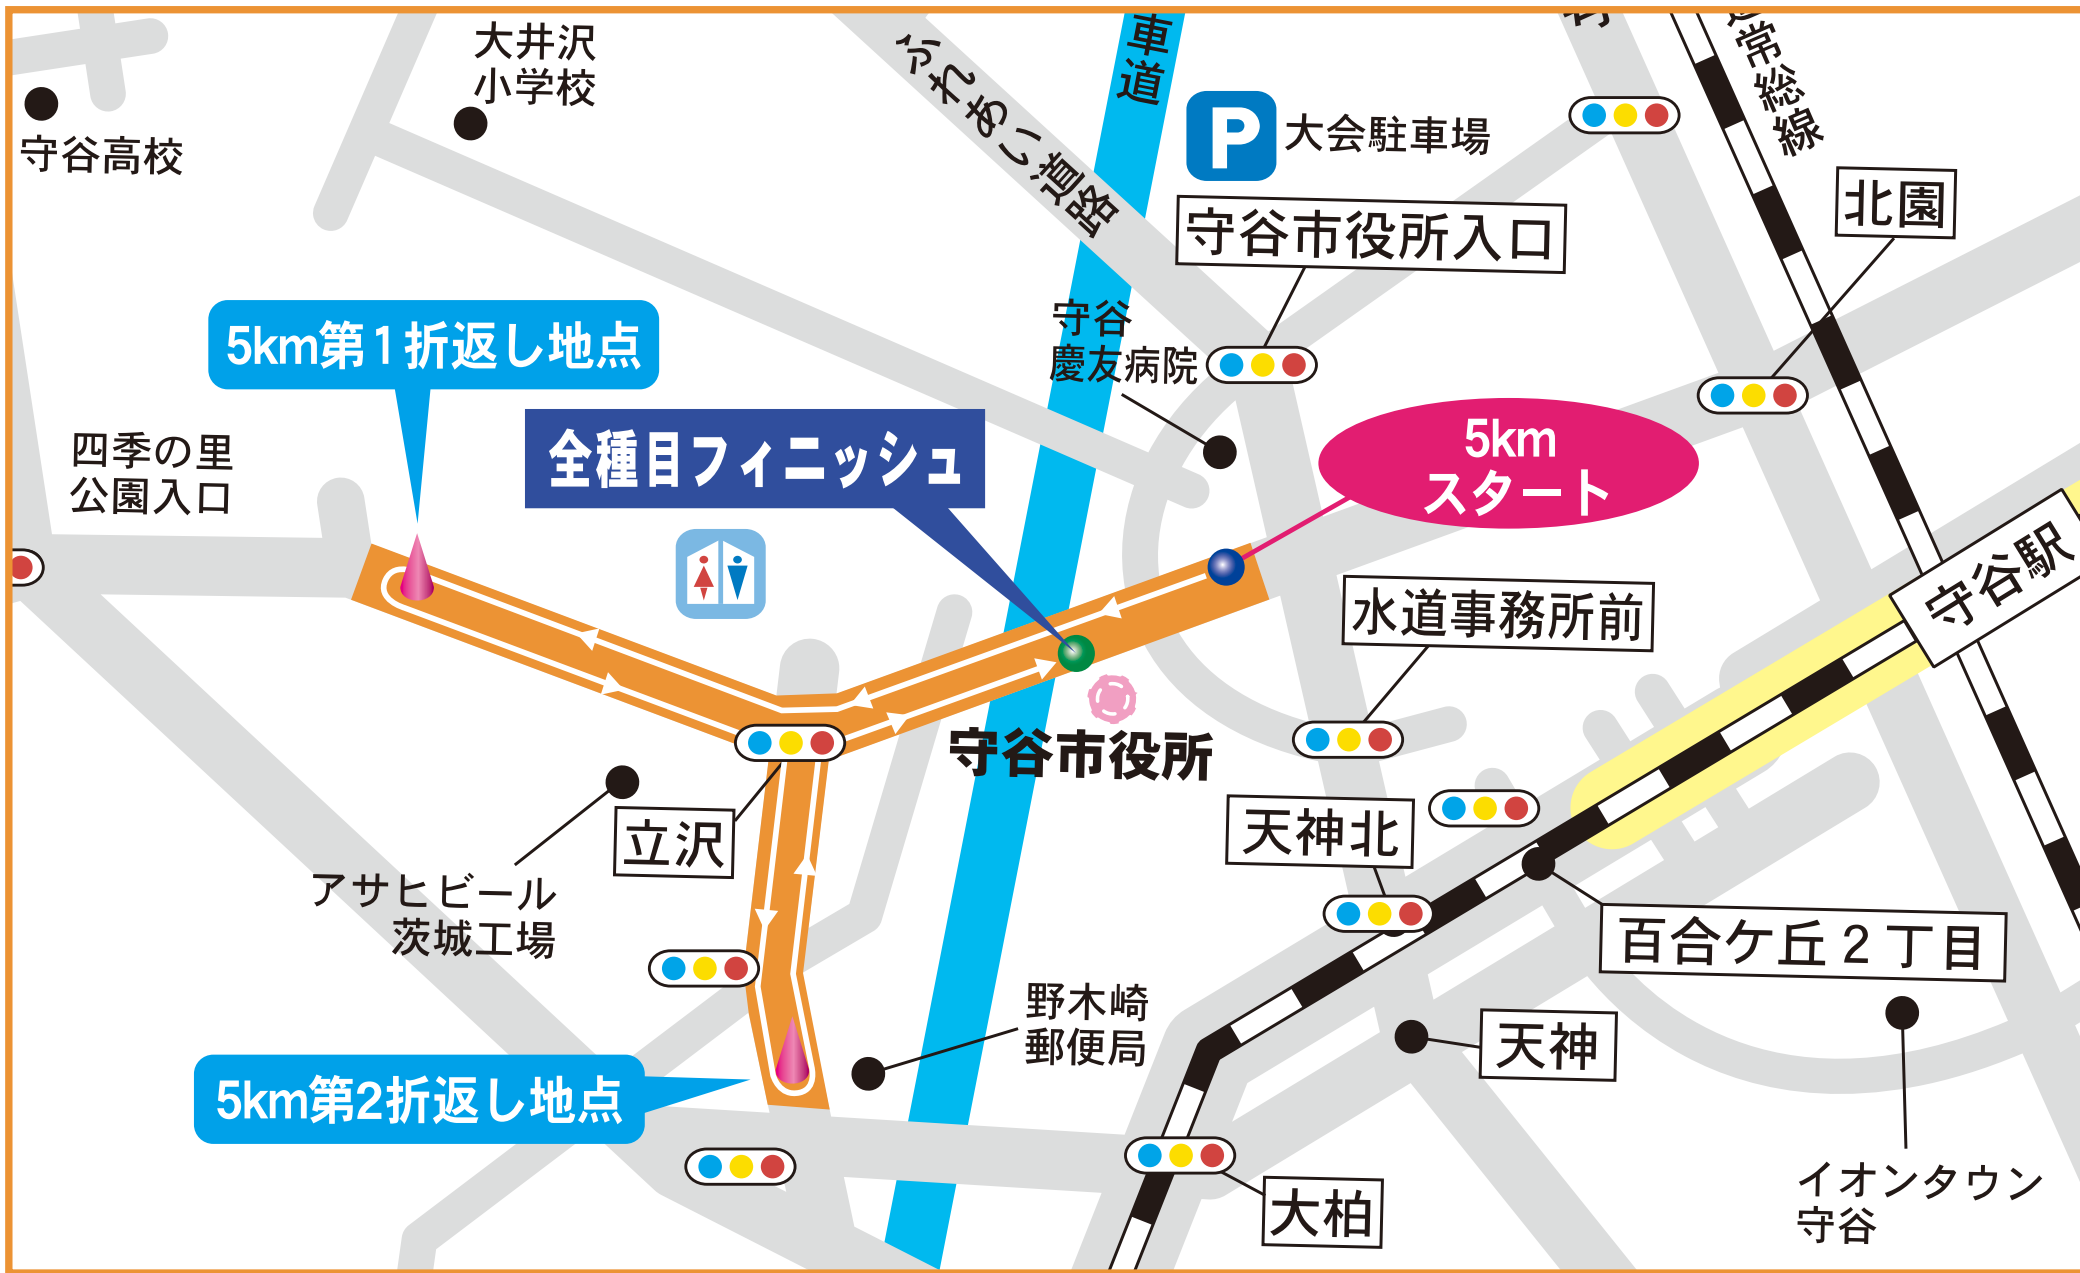 大井沢
小学校
守谷高校
ふれあい道路
車道
P
大会駐車場
常総線
守谷市役所入口
北園
守谷
慶友病院
5km第1折返し地点
四季の里
公園入口
全種目フィニッシュ
5km
スタート
守谷駅
水道事務所前
守谷市役所
立沢
天神北
アサヒビール
茨城工場
百合ケ丘2丁目
野木崎
郵便局
天神
5km第2折返し地点
大柏
イオンタウン
守谷